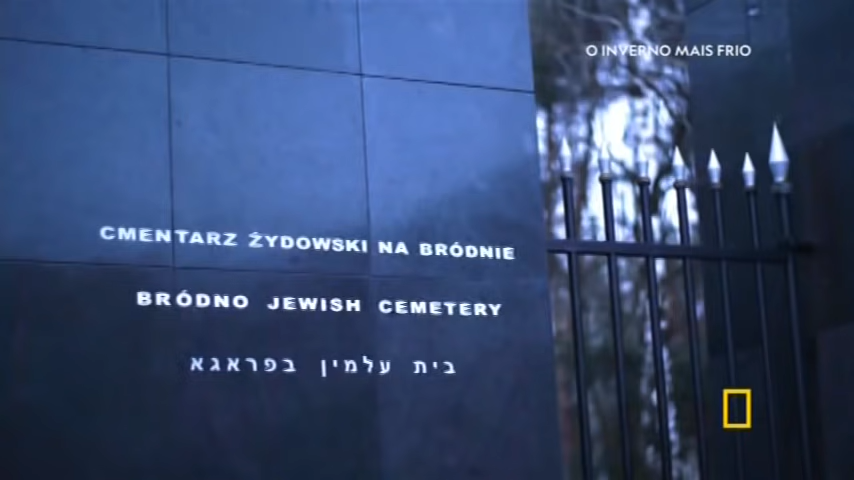 O INVERNO MAIS FRIO
CMENTARZ ŻYDOWSKI NA BRÓDNIE
BRÓDNO JEWISH CEMETERY
בית עלמין בפראגא